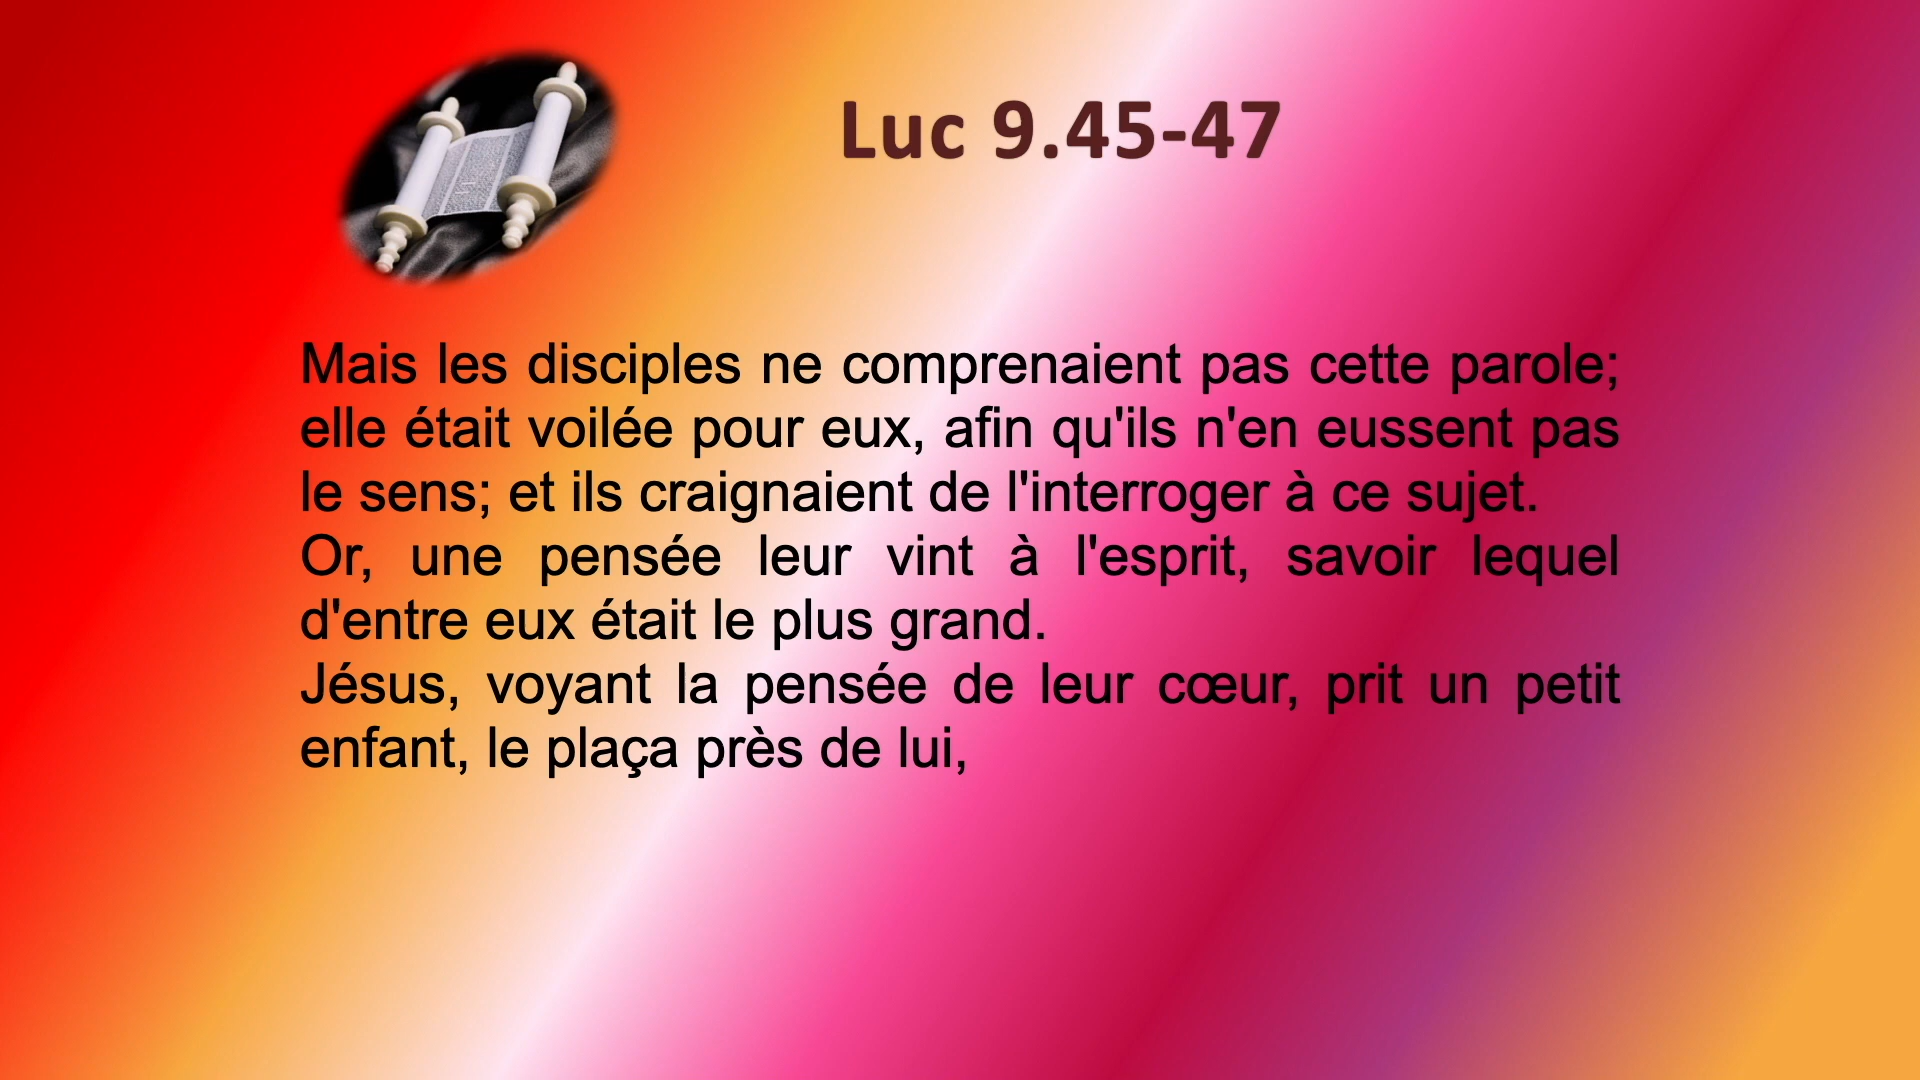 Luc 9.45-47
Mais les disciples ne comprenaient pas cette parole;
elle était voilée pour eux, afin qu'ils n'en eussent pas
le sens; et ils craignaient de l'interroger à ce sujet.
Or, une pensée leur vint à l'esprit, savoir lequel
d'entre eux était le plus grand.
Jésus, voyant la pensée de leur cœur, prit un petit
enfant, le plaça près de lui,